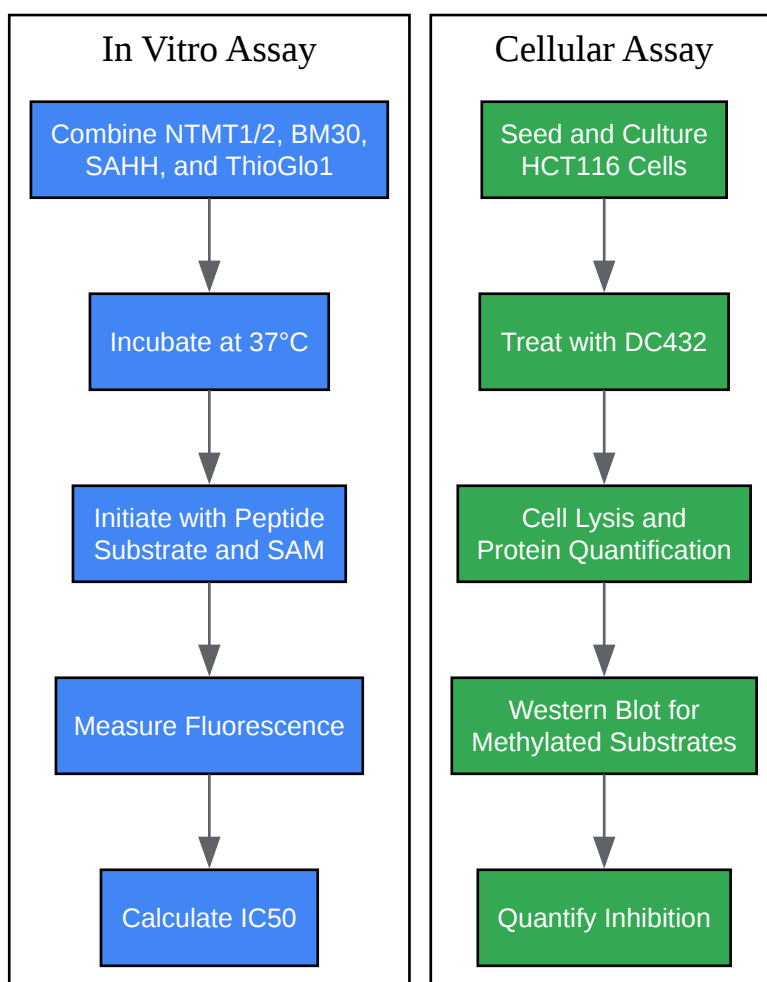 In Vitro Assay
Combine NTMT1/2, BM30,
SAHH, and ThioGlo1
Incubate at 37°C
Initiate with Peptide
Substrate and SAM
Measure Fluorescence
Calculate IC50
Cellular Assay
Seed and Culture
HCT116 Cells
Treat with DC432
Cell Lysis and
Protein Quantification
Western Blot for
Methylated Substrates
Quantify Inhibition